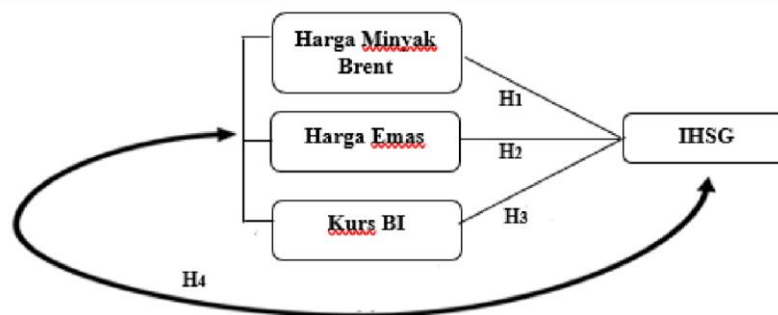 Harga Minyak
Brent
H1
Harga Emas
IHSG
H2
Kurs BI
H3
H4